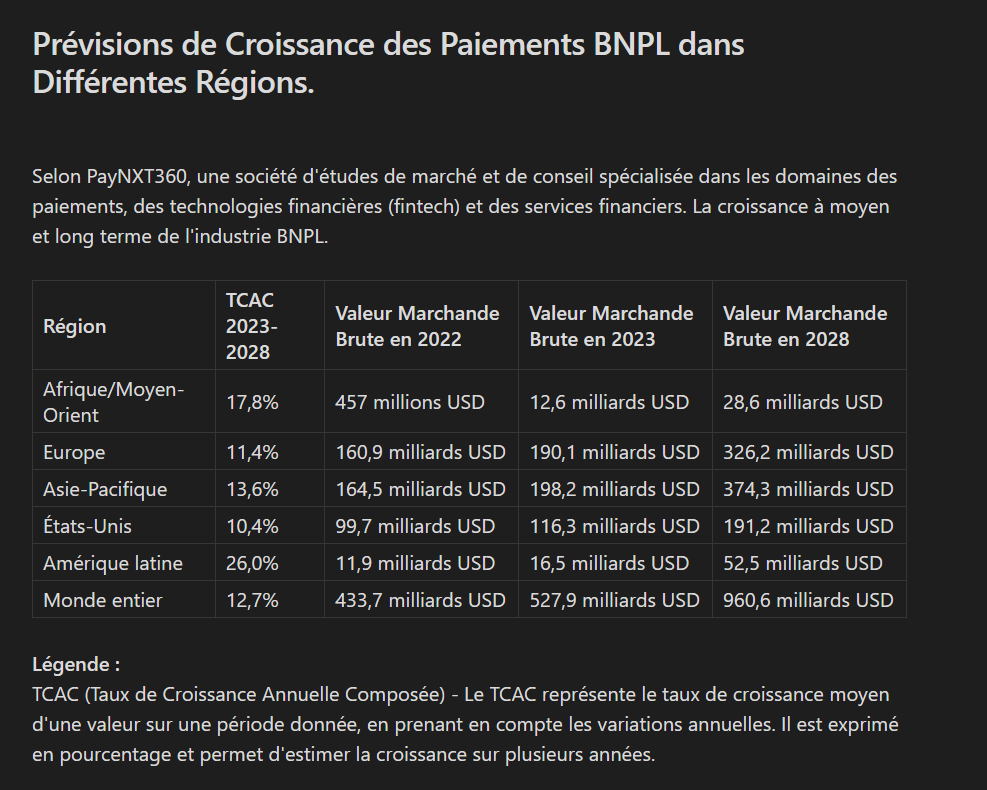 Prévisions de Croissance des Paiements BNPL dans
Différentes Régions.
Selon PayNXT360, une société d'études de marché et de conseil spécialisée dans les domaines des
paiements, des technologies financières (fintech) et des services financiers. La croissance à moyen
et long terme de l'industrie BNPL.
Région | TCAC 2023-2028 | Valeur Marchande Brute en 2022 | Valeur Marchande Brute en 2023 | Valeur Marchande Brute en 2028
Afrique/Moyen-Orient | 17,8% | 457 millions USD | 12,6 milliards USD | 28,6 milliards USD
Europe | 11,4% | 160,9 milliards USD | 190,1 milliards USD | 326,2 milliards USD
Asie-Pacifique | 13,6% | 164,5 milliards USD | 198,2 milliards USD | 374,3 milliards USD
États-Unis | 10,4% | 99,7 milliards USD | 116,3 milliards USD | 191,2 milliards USD
Amérique latine | 26,0% | 11,9 milliards USD | 16,5 milliards USD | 52,5 milliards USD
Monde entier | 12,7% | 433,7 milliards USD | 527,9 milliards USD | 960,6 milliards USD
Légende :
TCAC (Taux de Croissance Annuelle Composée) - Le TCAC représente le taux de croissance moyen
d'une valeur sur une période donnée, en prenant en compte les variations annuelles. Il est exprimé
en pourcentage et permet d'estimer la croissance sur plusieurs années.